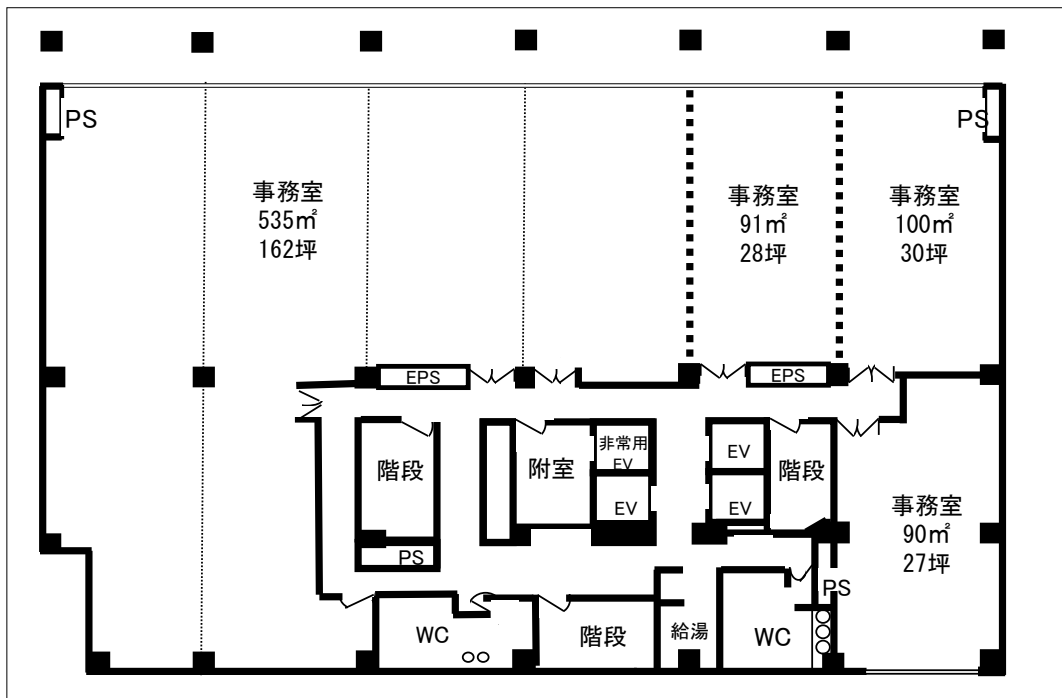 PS
PS
事務室
535㎡
162坪
事務室
91㎡
28坪
事務室
100㎡
30坪
EPS
EPS
階段
附室
非常用
EV
EV
EV
EV
階段
事務室
90㎡
27坪
PS
PS
WC
階段
給湯
WC